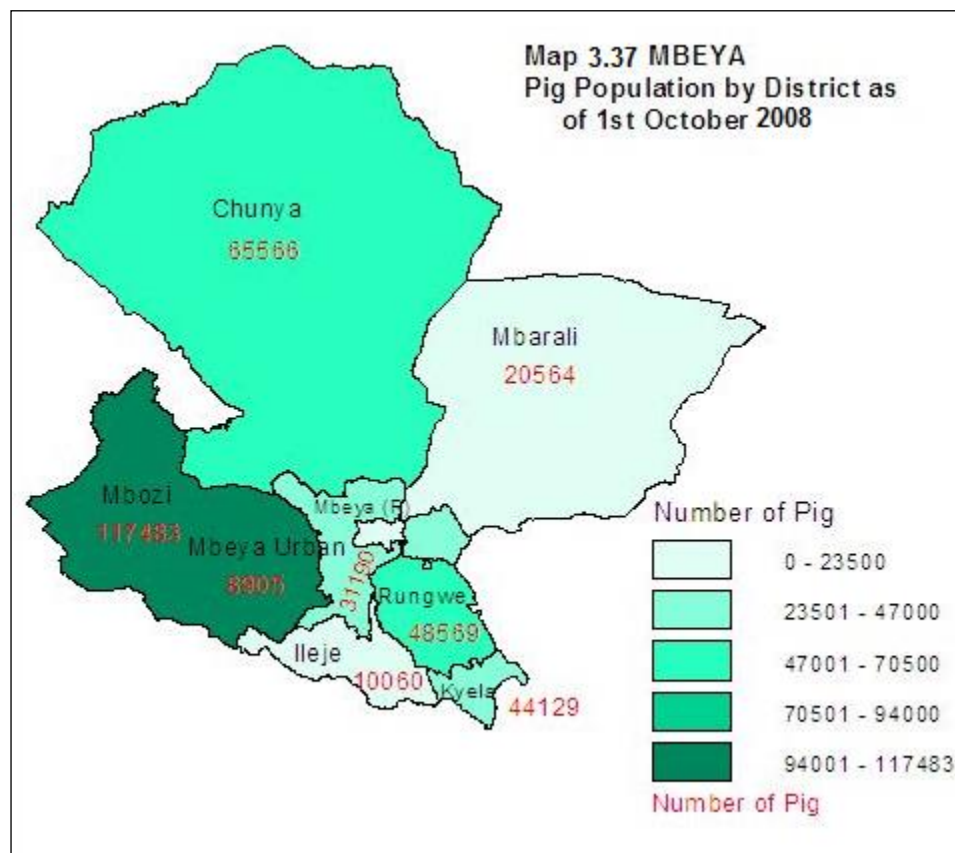 Map 3.37 MBEYA
Pig Population by District as
of 1st October 2008
Chunya
65566
Mbarali
20564
Mbozi
117483
Mbeya (R)
Mbeya Urban
8905
31190
Rungwe
48569
Ileje
10060
Kyela
44129
Number of Pig
0 - 23500
23501 - 47000
47001 - 70500
70501 - 94000
94001 - 117483
Number of Pig